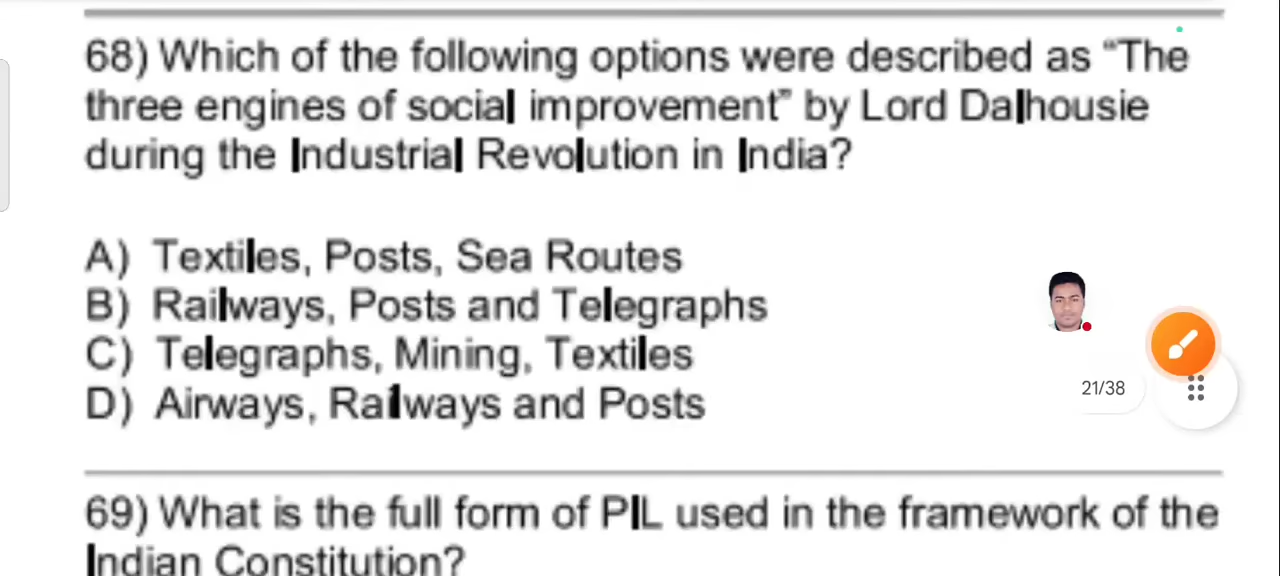 68) Which of the following options were described as “The
three engines of social improvement” by Lord Dalhousie
during the Industrial Revolution in India?
A) Textiles, Posts, Sea Routes
B) Railways, Posts and Telegraphs
C) Telegraphs, Mining, Textiles
D) Airways, Railways and Posts
21/38
69) What is the full form of PIL used in the framework of the
Indian Constitution?